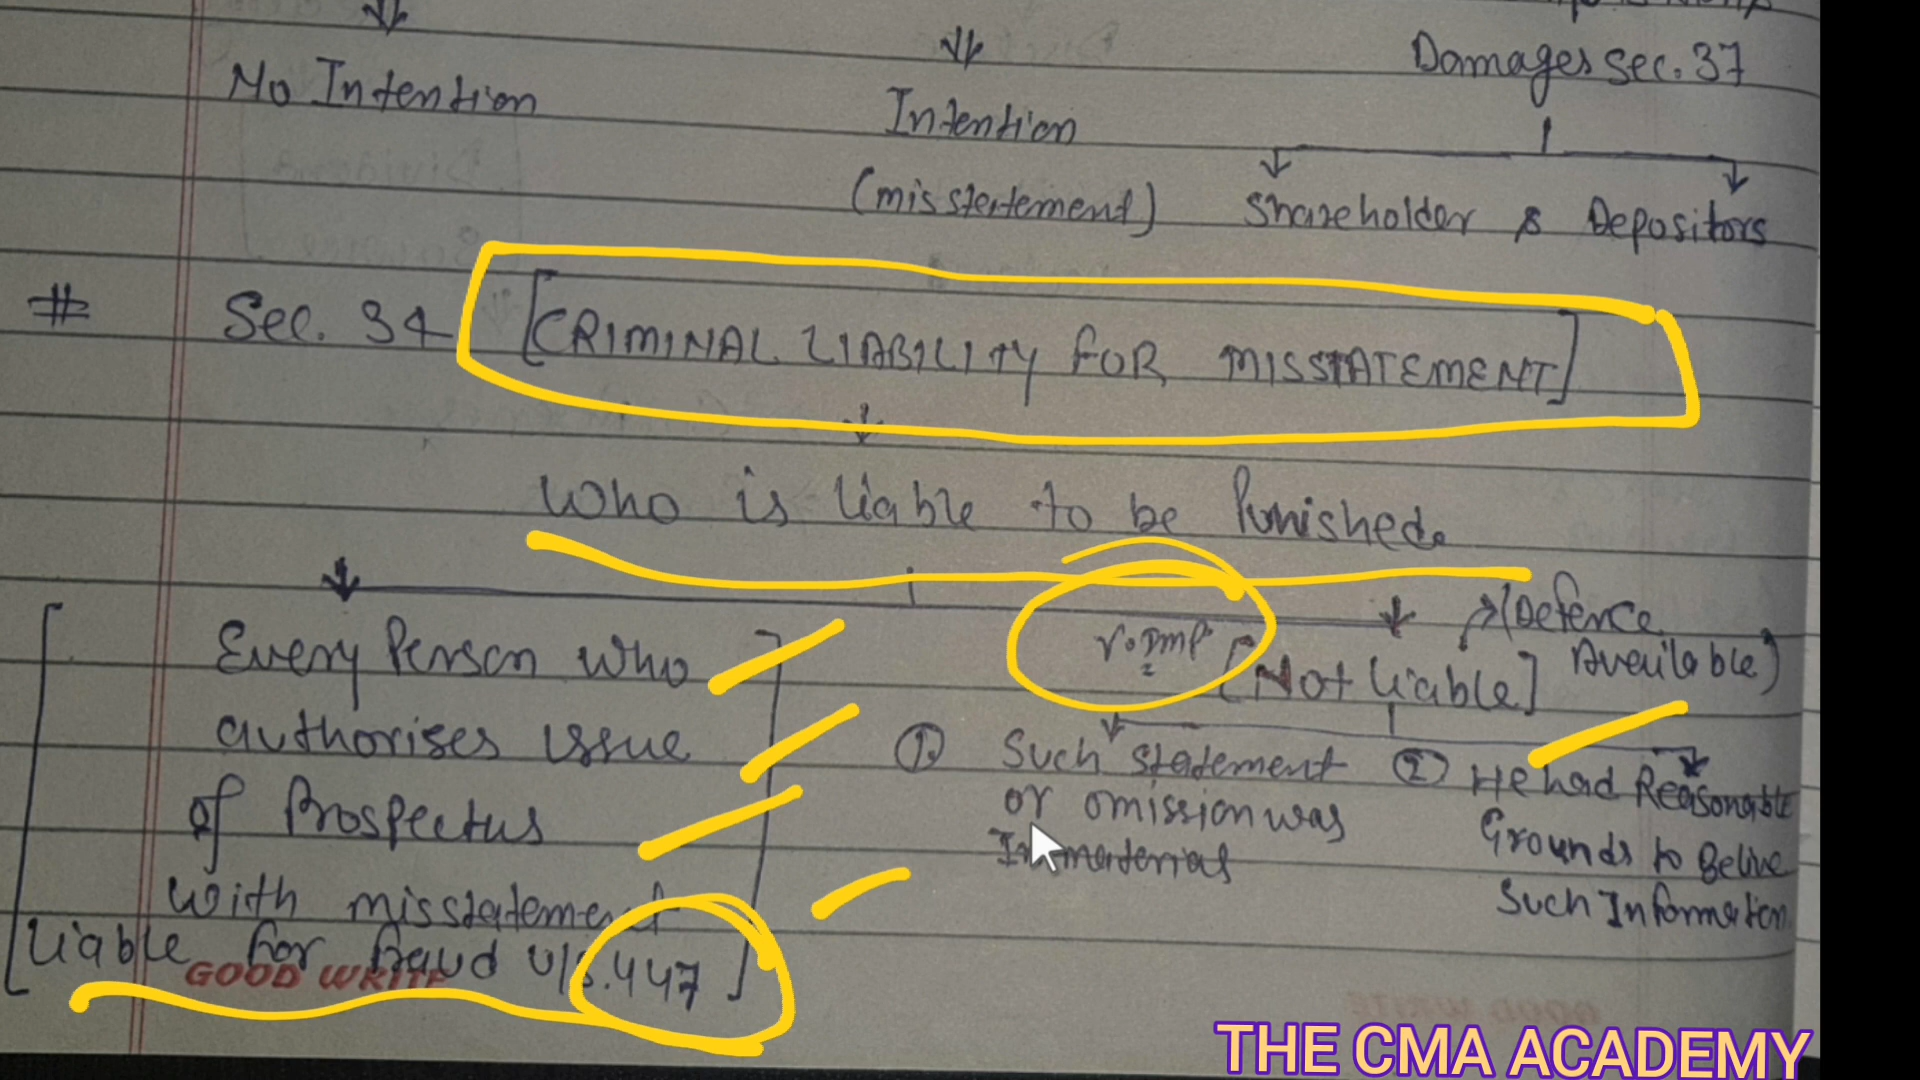 No Intention
Intention
(misstatement)
Damages Sec. 37
Shareholder & Depositors
# Sec. 34 [CRIMINAL LIABILITY FOR MISSTATEMENT]
Who is liable to be Punished.
Every Person who
authorises issue
of Prospectus
with misstatement
liable for fraud u/s. 447
V. Imp
[Not liable]
(Defence
Available)
① Such statement
or omission was
Immaterial
② He had Reasonable
Grounds to Belive
Such Information
GOOD WRITE
THE CMA ACADEMY